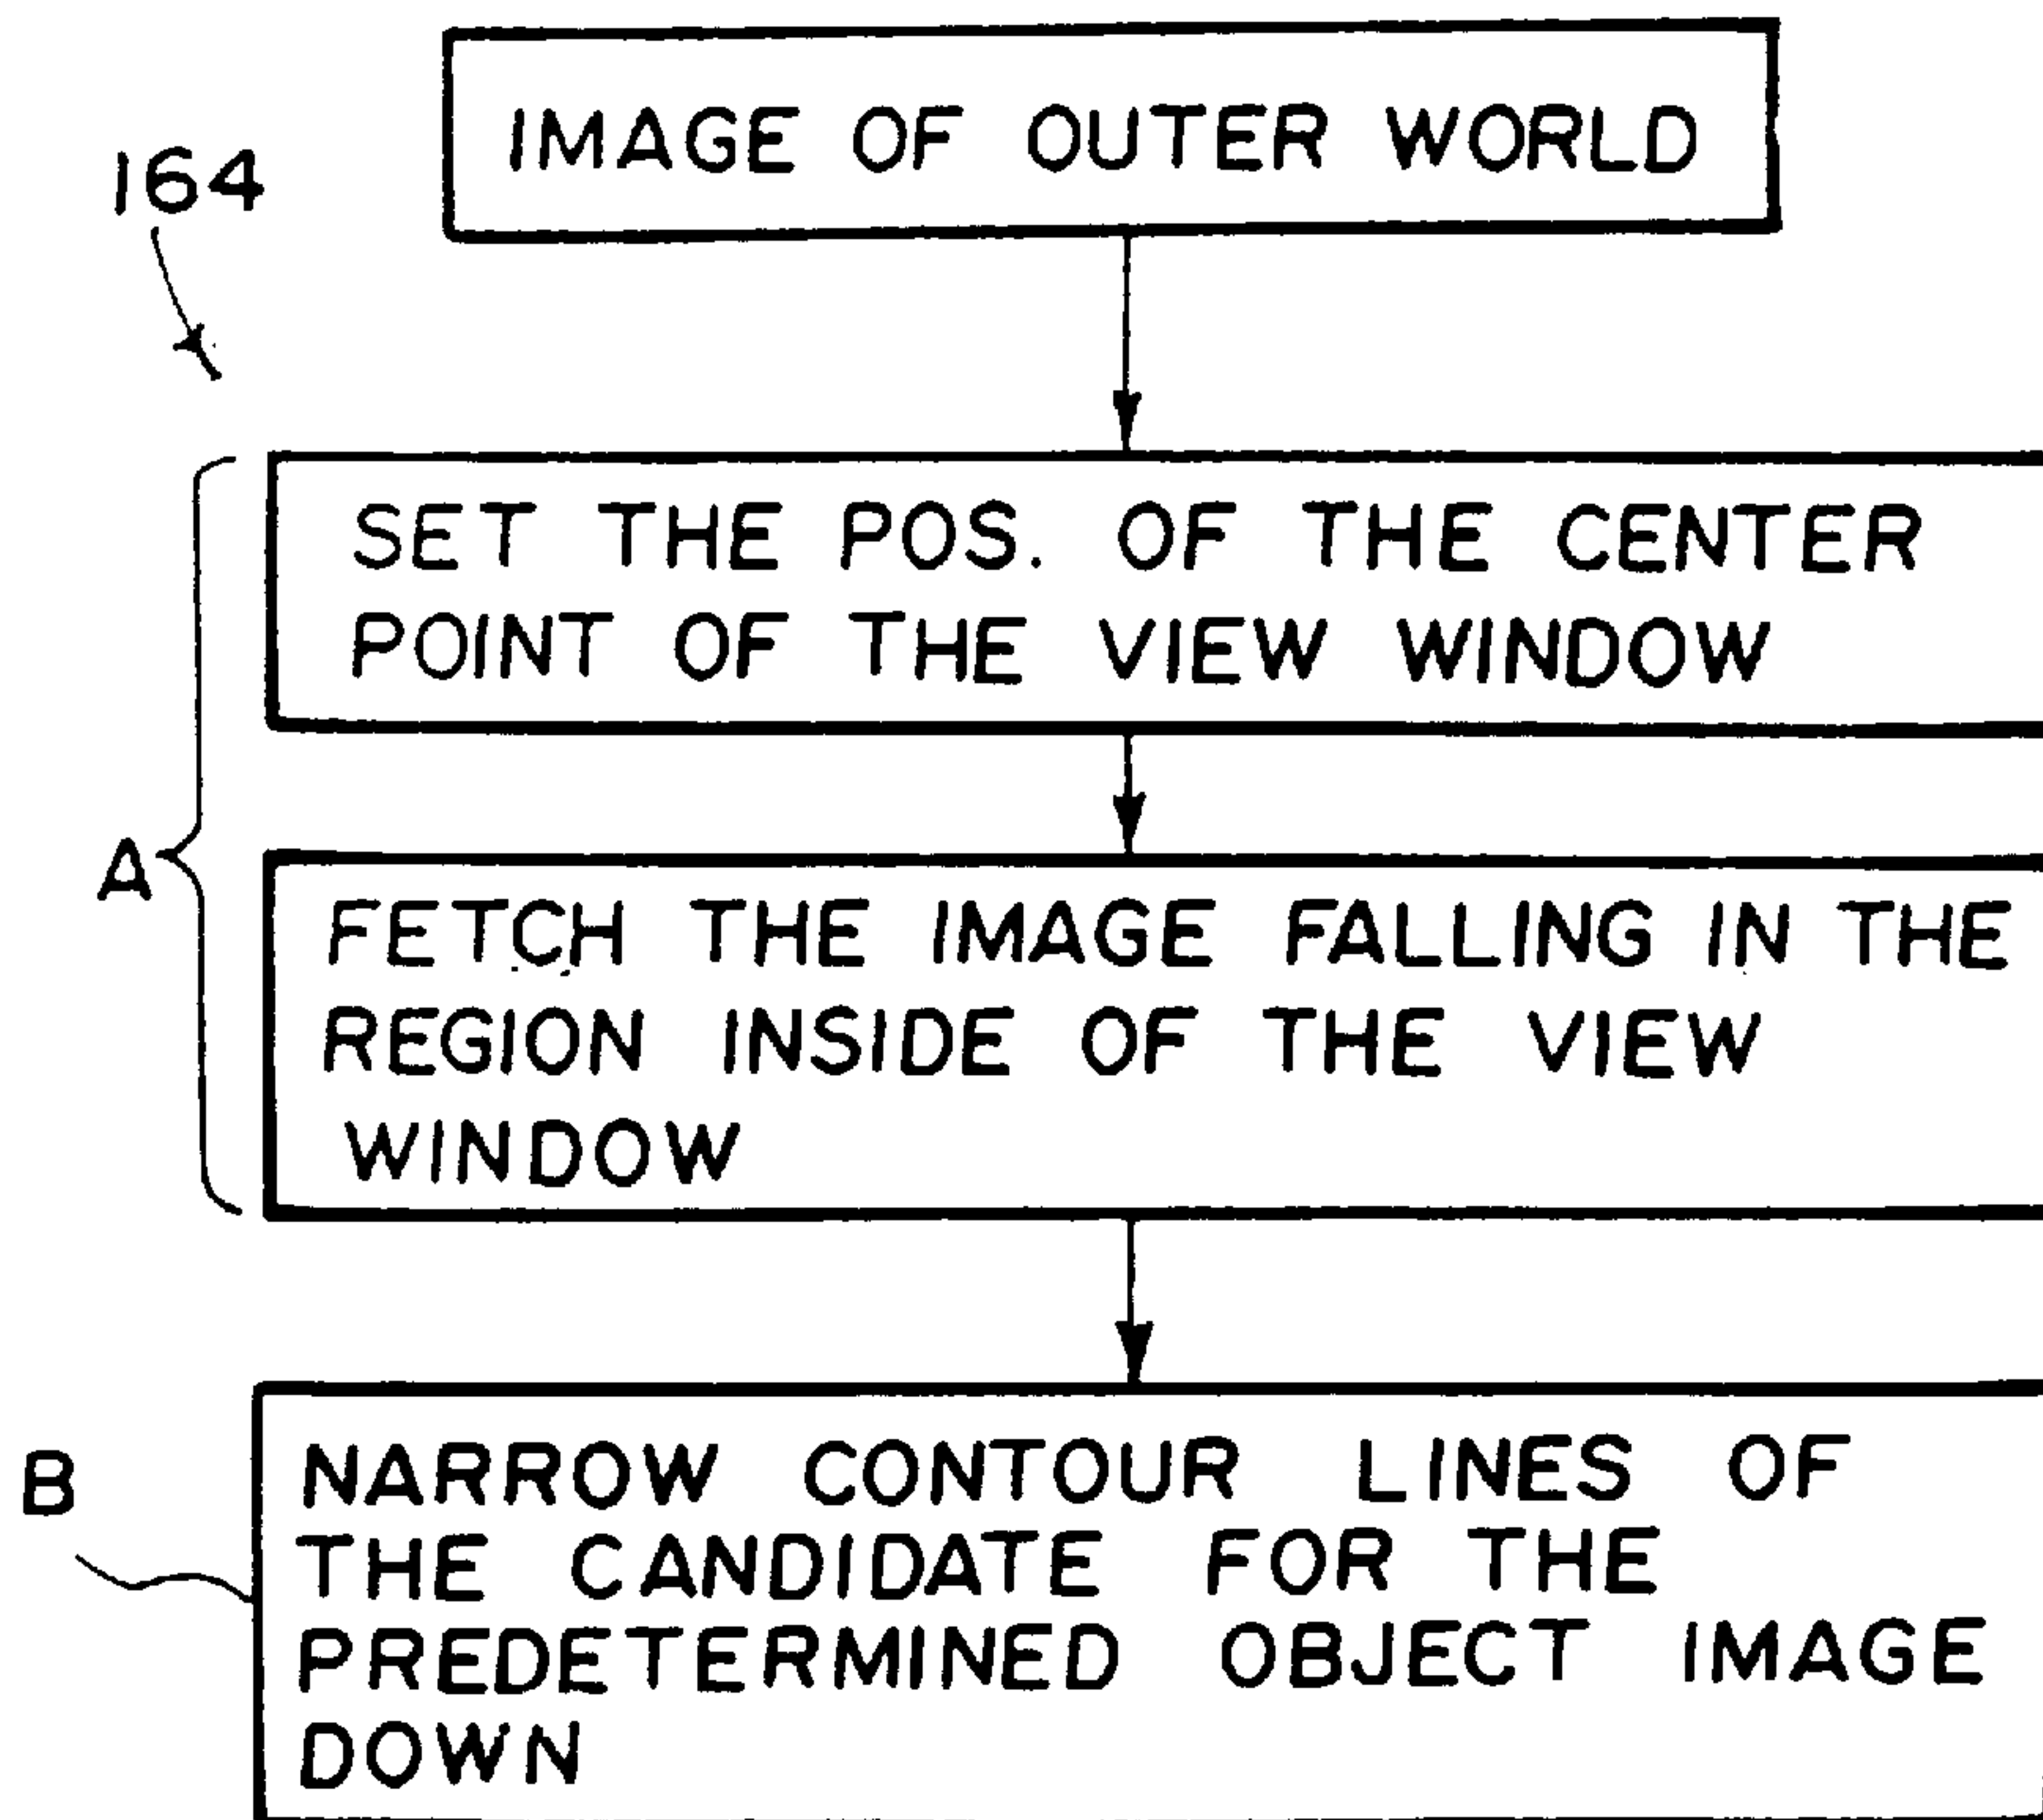 IMAGE OF OUTER WORLD
164
SET THE POS. OF THE CENTER
POINT OF THE VIEW WINDOW
A
FETCH THE IMAGE FALLING IN THE
REGION INSIDE OF THE VIEW
WINDOW
B
NARROW CONTOUR LINES OF
THE CANDIDATE FOR THE
PREDETERMINED OBJECT IMAGE
DOWN